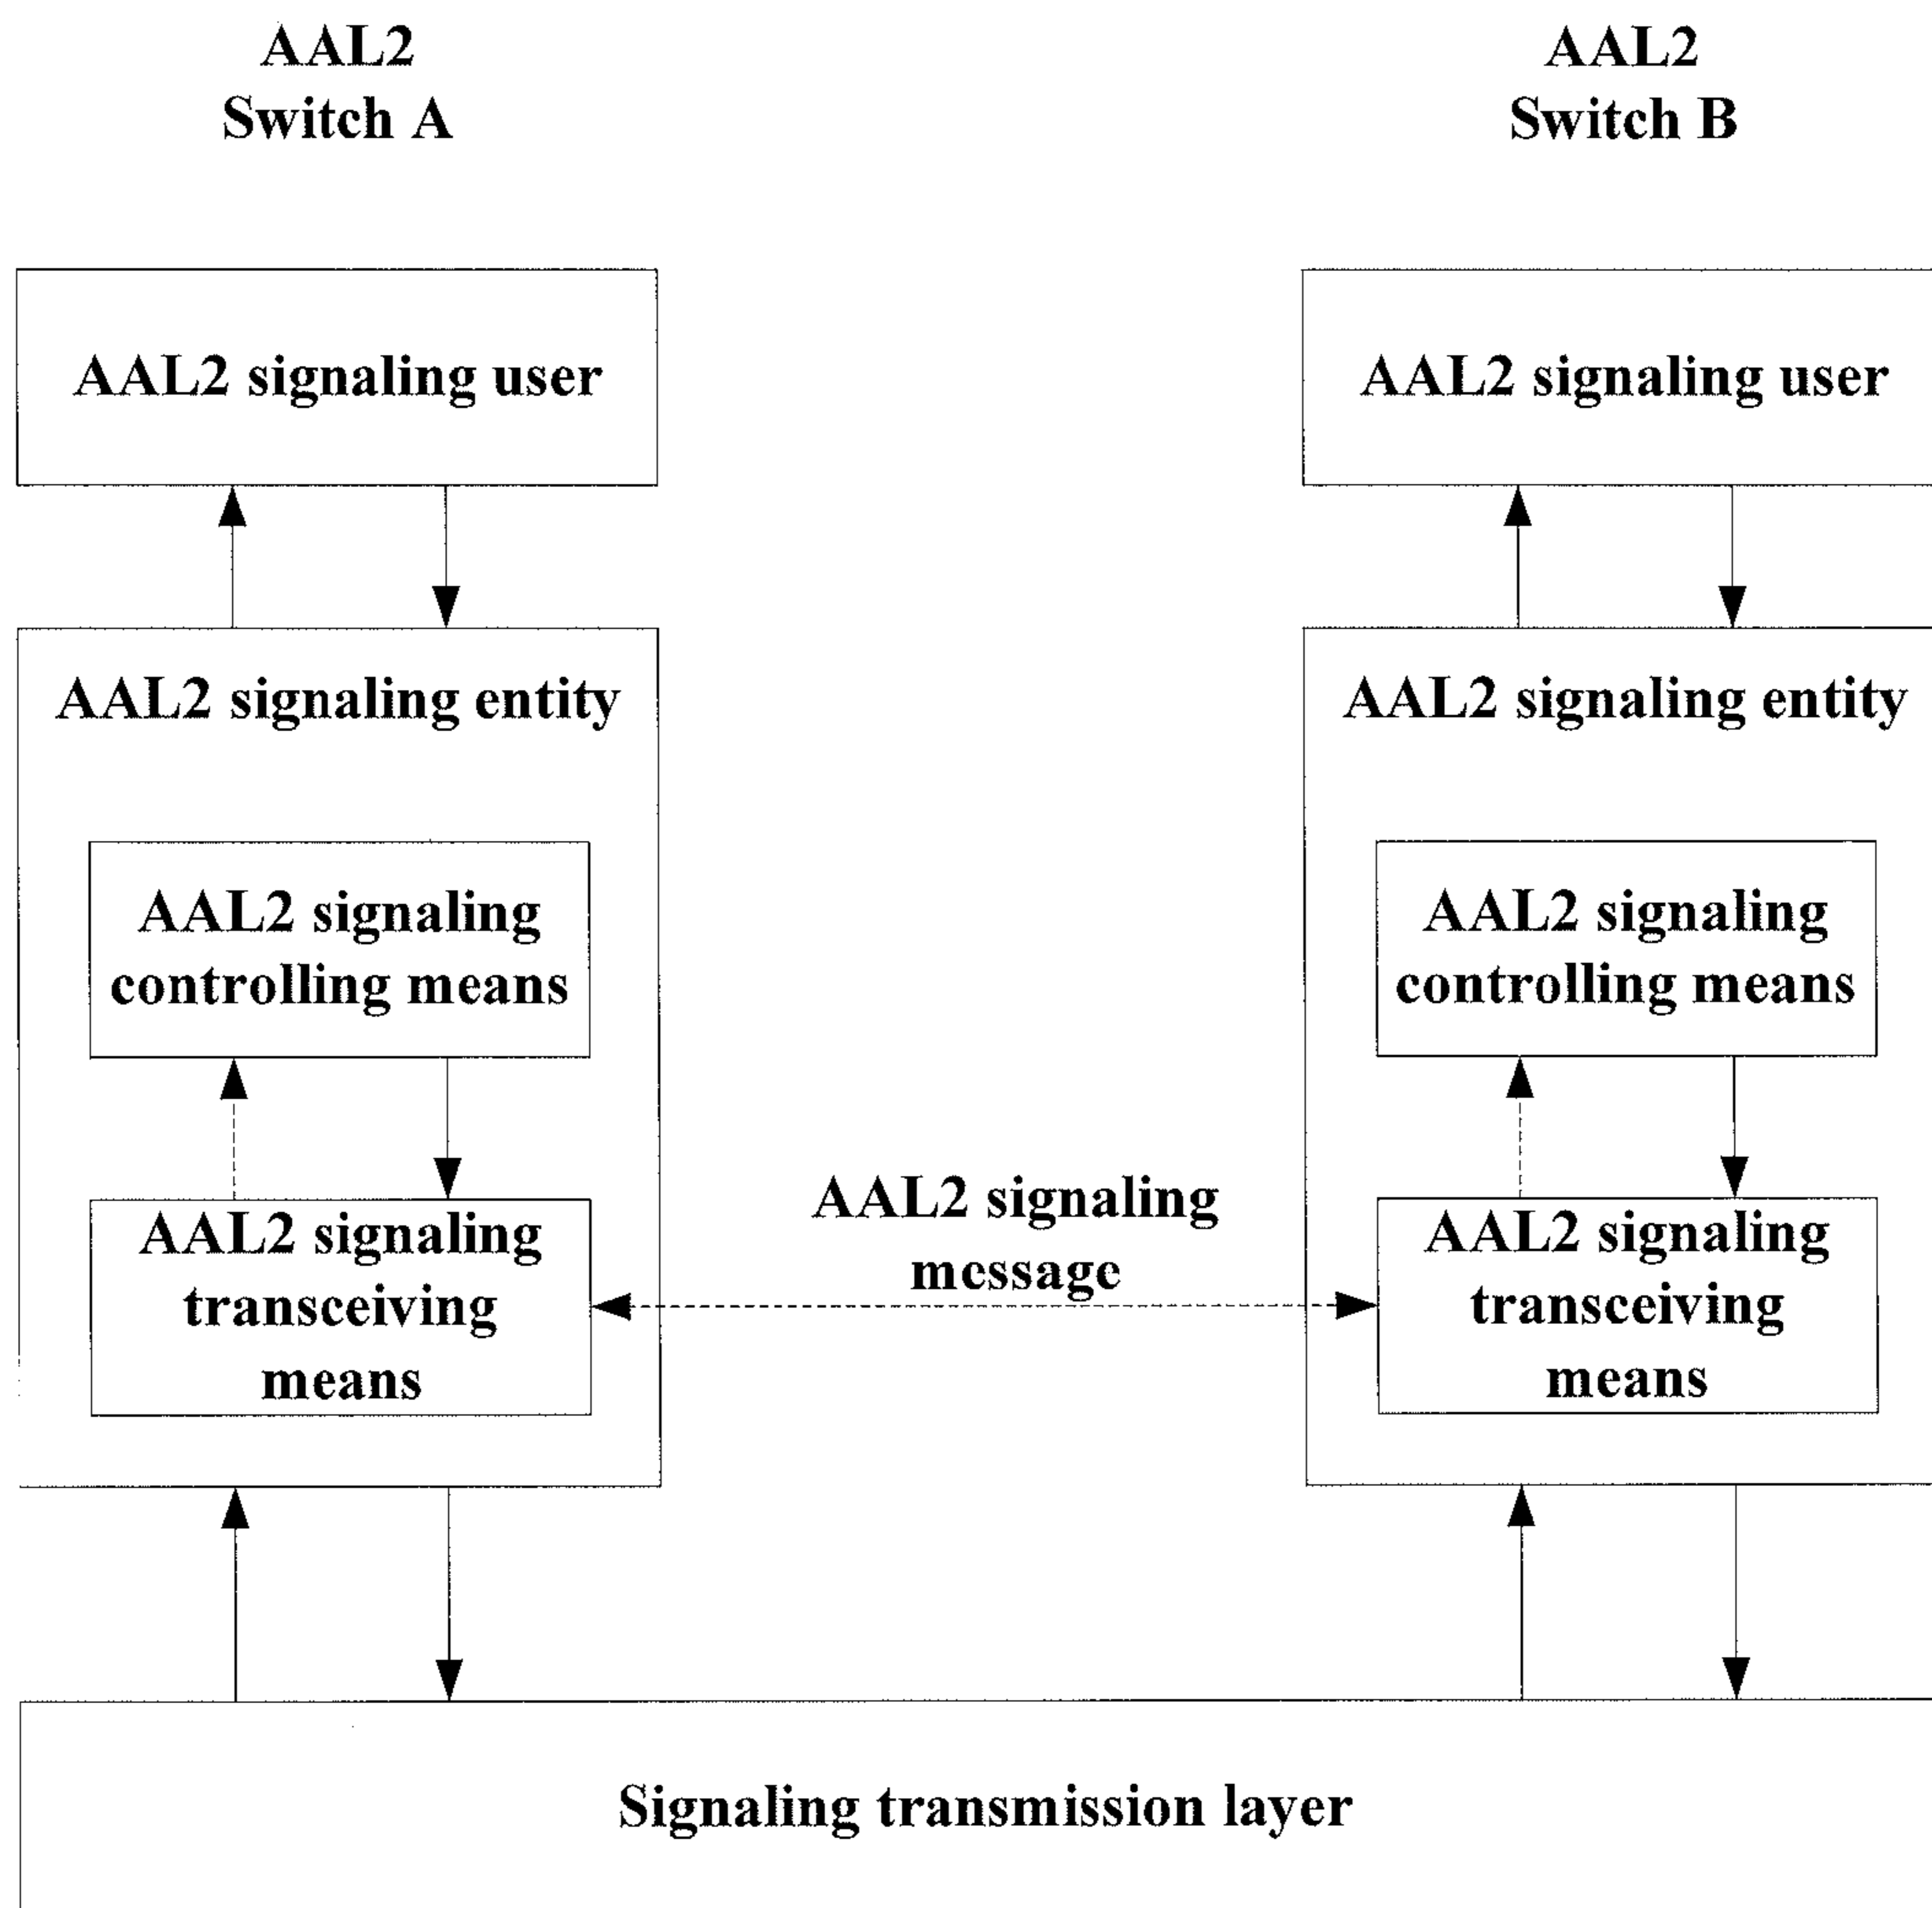 AAL2
Switch A
AAL2
Switch B
AAL2 signaling user
AAL2 signaling user
AAL2 signaling entity
AAL2 signaling entity
AAL2 signaling
controlling means
AAL2 signaling
controlling means
AAL2 signaling
message
AAL2 signaling
transceiving
means
AAL2 signaling
transceiving
means
Signaling transmission layer